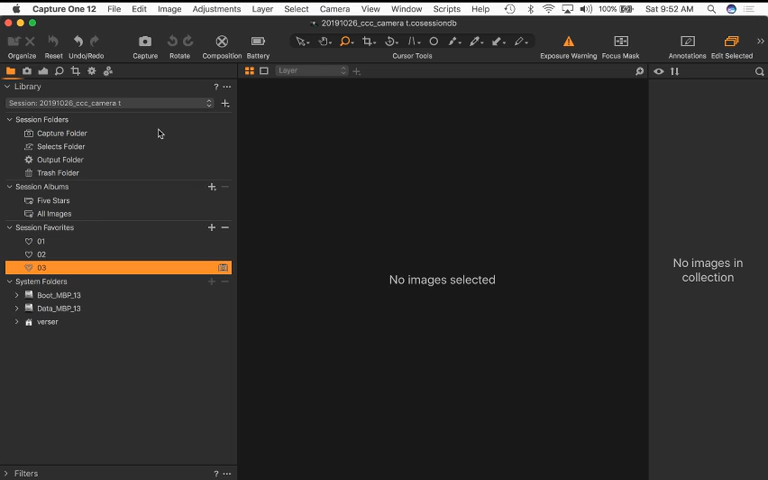 Capture One 12 File Edit Image Adjustments Layer Select Camera View Window Scripts Help 100% Sat 9:52 AM
20191026_ccc_camera t.cosessiondb
Organize Reset Undo/Redo Capture Rotate Composition Battery Cursor Tools Exposure Warning Focus Mask Annotations Edit Selected
Library
Layer
Session: 20191026_ccc_camera t
Session Folders
Capture Folder
Selects Folder
Output Folder
Trash Folder
Session Albums
Five Stars
All Images
Session Favorites
01
02
03
System Folders
Boot_MBP_13
Data_MBP_13
verser
No images selected
No images in
collection
Filters